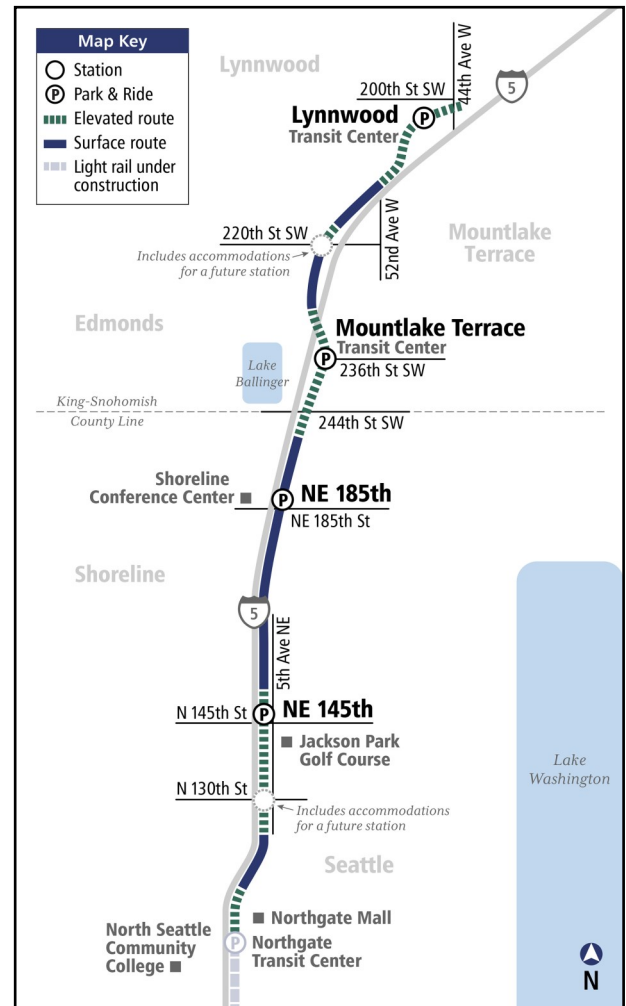 Map Key
Station
P Park & Ride
Elevated route
Surface route
Light rail under
construction
Lynnwood
44th Ave W
200th St SW
5
Lynnwood
P
Transit Center
220th St SW
52nd Ave W
Includes accommodations
for a future station
Mountlake
Terrace
Edmonds
Mountlake Terrace
Transit Center
P
236th St SW
Lake
Ballinger
King-Snohomish
County Line
244th St SW
Shoreline
Conference Center
P
NE 185th
NE 185th St
Shoreline
5
5th Ave NE
N 145th St
P
NE 145th
Jackson Park
Golf Course
Lake
Washington
N 130th St
Includes accommodations
for a future station
Seattle
Northgate Mall
North Seattle
Community
College
P
Northgate
Transit Center
N